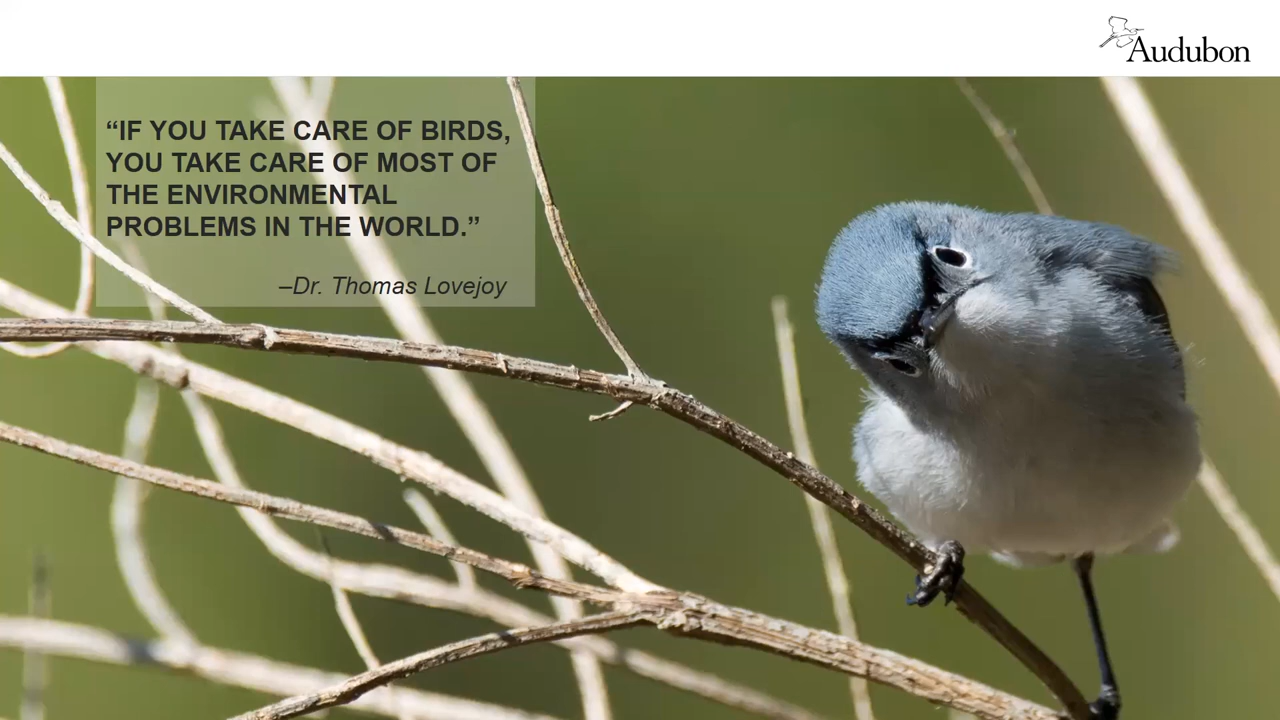 Audubon
“IF YOU TAKE CARE OF BIRDS,
YOU TAKE CARE OF MOST OF
THE ENVIRONMENTAL
PROBLEMS IN THE WORLD.”
–Dr. Thomas Lovejoy